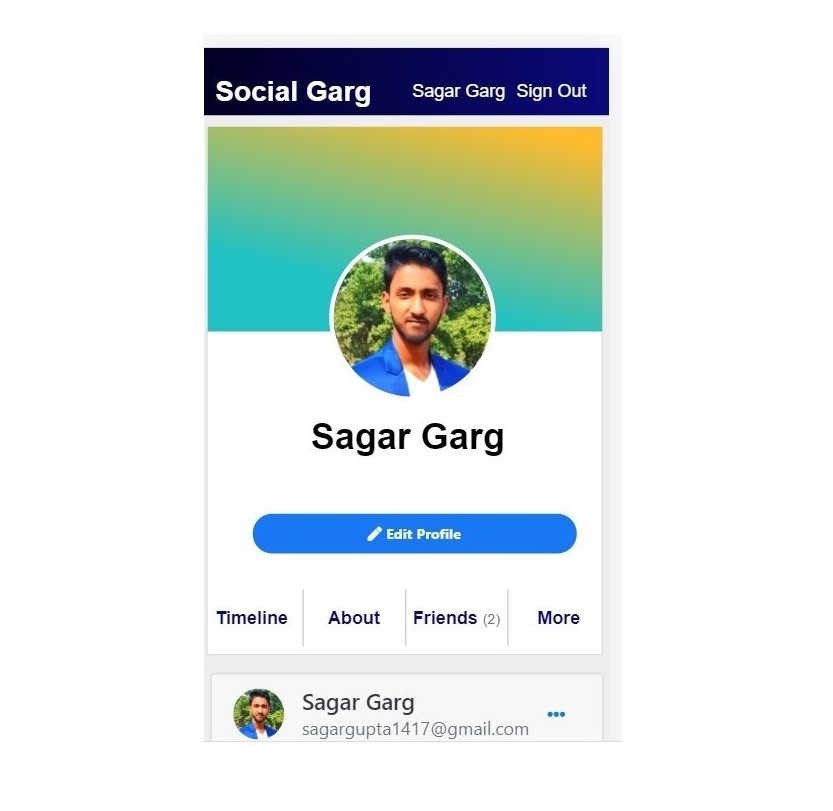 Social Garg Sagar Garg Sign Out
Sagar Garg
Edit Profile
Timeline About Friends (2) More
Sagar Garg
sagargupta1417@gmail.com